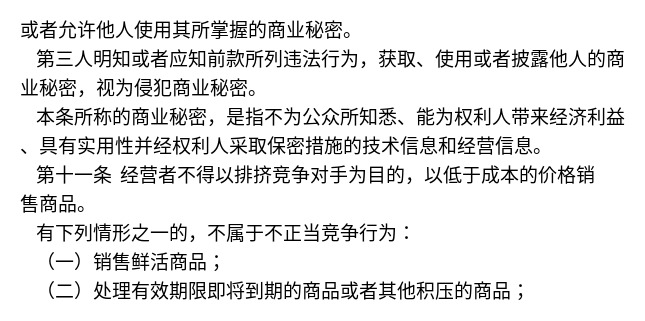 或者允许他人使用其所掌握的商业秘密。
第三人明知或者应知前款所列违法行为，获取、使用或者披露他人的商
业秘密，视为侵犯商业秘密。
本条所称的商业秘密，是指不为公众所知悉、能为权利人带来经济利益
、具有实用性并经权利人采取保密措施的技术信息和经营信息。
第十一条 经营者不得以排挤竞争对手为目的，以低于成本的价格销
售商品。
有下列情形之一的，不属于不正当竞争行为：
（一）销售鲜活商品；
（二）处理有效期限即将到期的商品或者其他积压的商品；